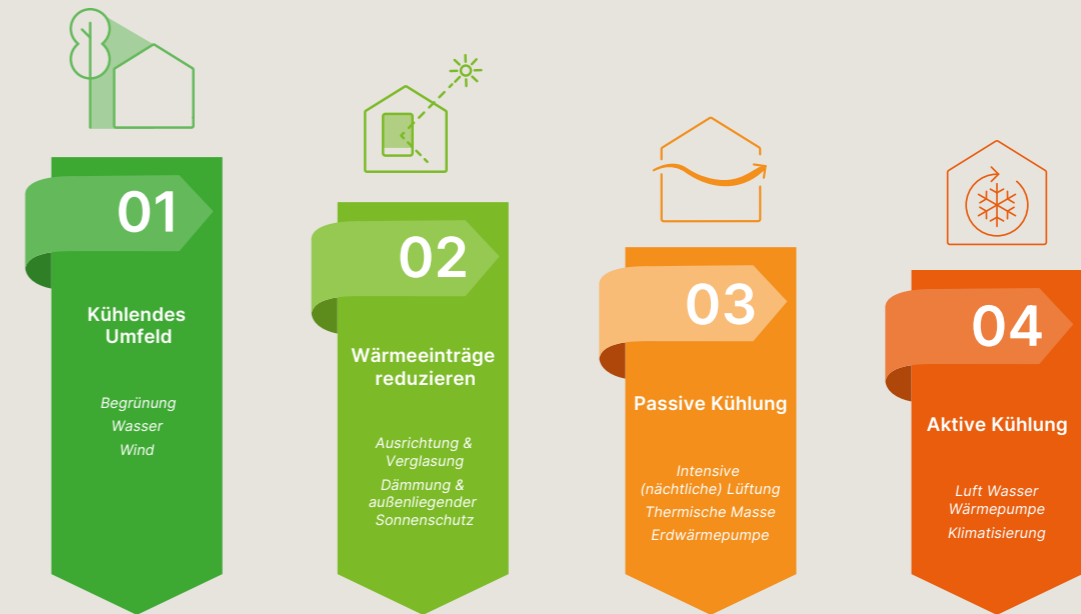 01
Kühlendes
Umfeld
Begrünung
Wasser
Wind
02
Wärmeeinträge
reduzieren
Ausrichtung &
Verglasung
Dämmung &
außenliegender
Sonnenschutz
03
Passive Kühlung
Intensive
(nächtliche) Lüftung
Thermische Masse
Erdwärmepumpe
04
Aktive Kühlung
Luft Wasser
Wärmepumpe
Klimatisierung